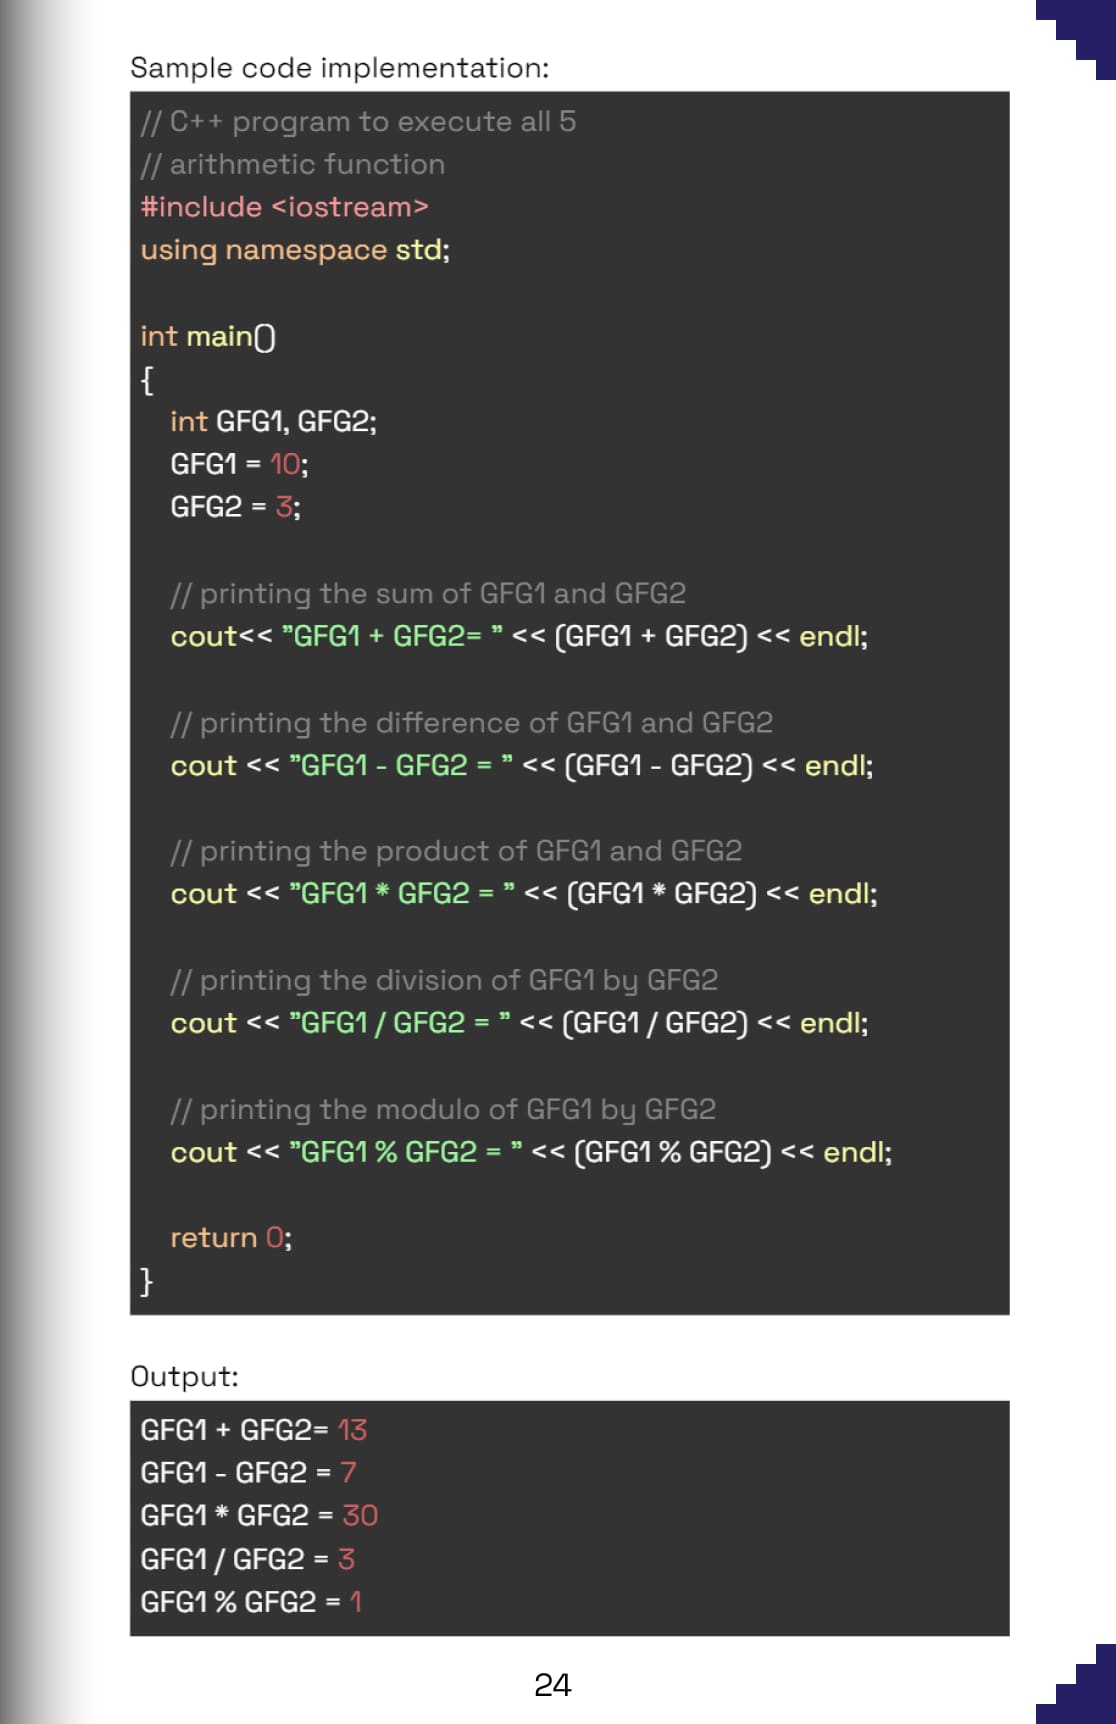 Sample code implementation:
// C++ program to execute all 5
// arithmetic function
#include <iostream>
using namespace std;
int main()
{
int GFG1, GFG2;
GFG1 = 10;
GFG2 = 3;
// printing the sum of GFG1 and GFG2
cout<< ”GFG1 + GFG2= ” << (GFG1 + GFG2) << endl;
// printing the difference of GFG1 and GFG2
cout << ”GFG1 - GFG2 = ” << (GFG1 - GFG2) << endl;
// printing the product of GFG1 and GFG2
cout << ”GFG1 * GFG2 = ” << (GFG1 * GFG2) << endl;
// printing the division of GFG1 by GFG2
cout << ”GFG1 / GFG2 = ” << (GFG1 / GFG2) << endl;
// printing the modulo of GFG1 by GFG2
cout << ”GFG1 % GFG2 = ” << (GFG1 % GFG2) << endl;
return 0;
}
Output:
GFG1 + GFG2= 13
GFG1 - GFG2 = 7
GFG1 * GFG2 = 30
GFG1 / GFG2 = 3
GFG1 % GFG2 = 1
24